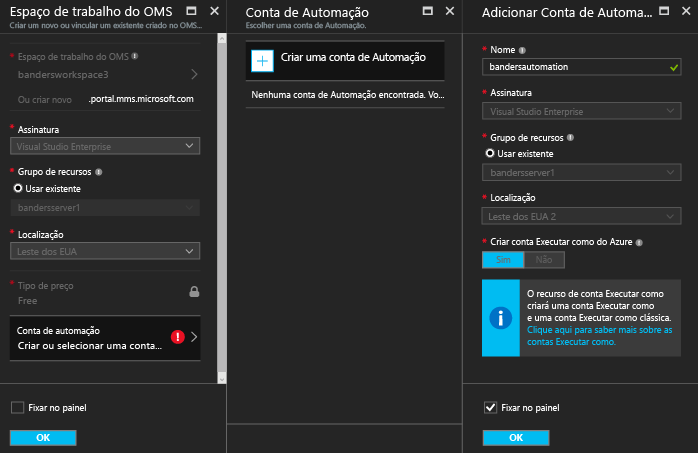 Espaço de trabalho do OMS
Criar um novo ou vincular um existente criado no OMS...
* Espaço de trabalho do OMS
bandersworkspace3
Ou criar novo .portal.mms.microsoft.com
* Assinatura
Visual Studio Enterprise
* Grupo de recursos
Usar existente
bandersserver1
* Localização
Leste dos EUA
* Tipo de preço
Free
Conta de automação
Criar ou selecionar uma conta...
Fixar no painel
OK
Conta de Automação
Escolher uma conta de Automação.
Criar uma conta de Automação
Nenhuma conta de Automação encontrada. Vo...
Adicionar Conta de Automa...
* Nome
bandersautomation
* Assinatura
Visual Studio Enterprise
* Grupo de recursos
Usar existente
bandersserver1
* Localização
Leste dos EUA 2
* Criar conta Executar como do Azure
Sim Não
O recurso de conta Executar como
criará uma conta Executar como
e uma conta Executar como clássica.
Clique aqui para saber mais sobre as
contas Executar como.
Fixar no painel
OK